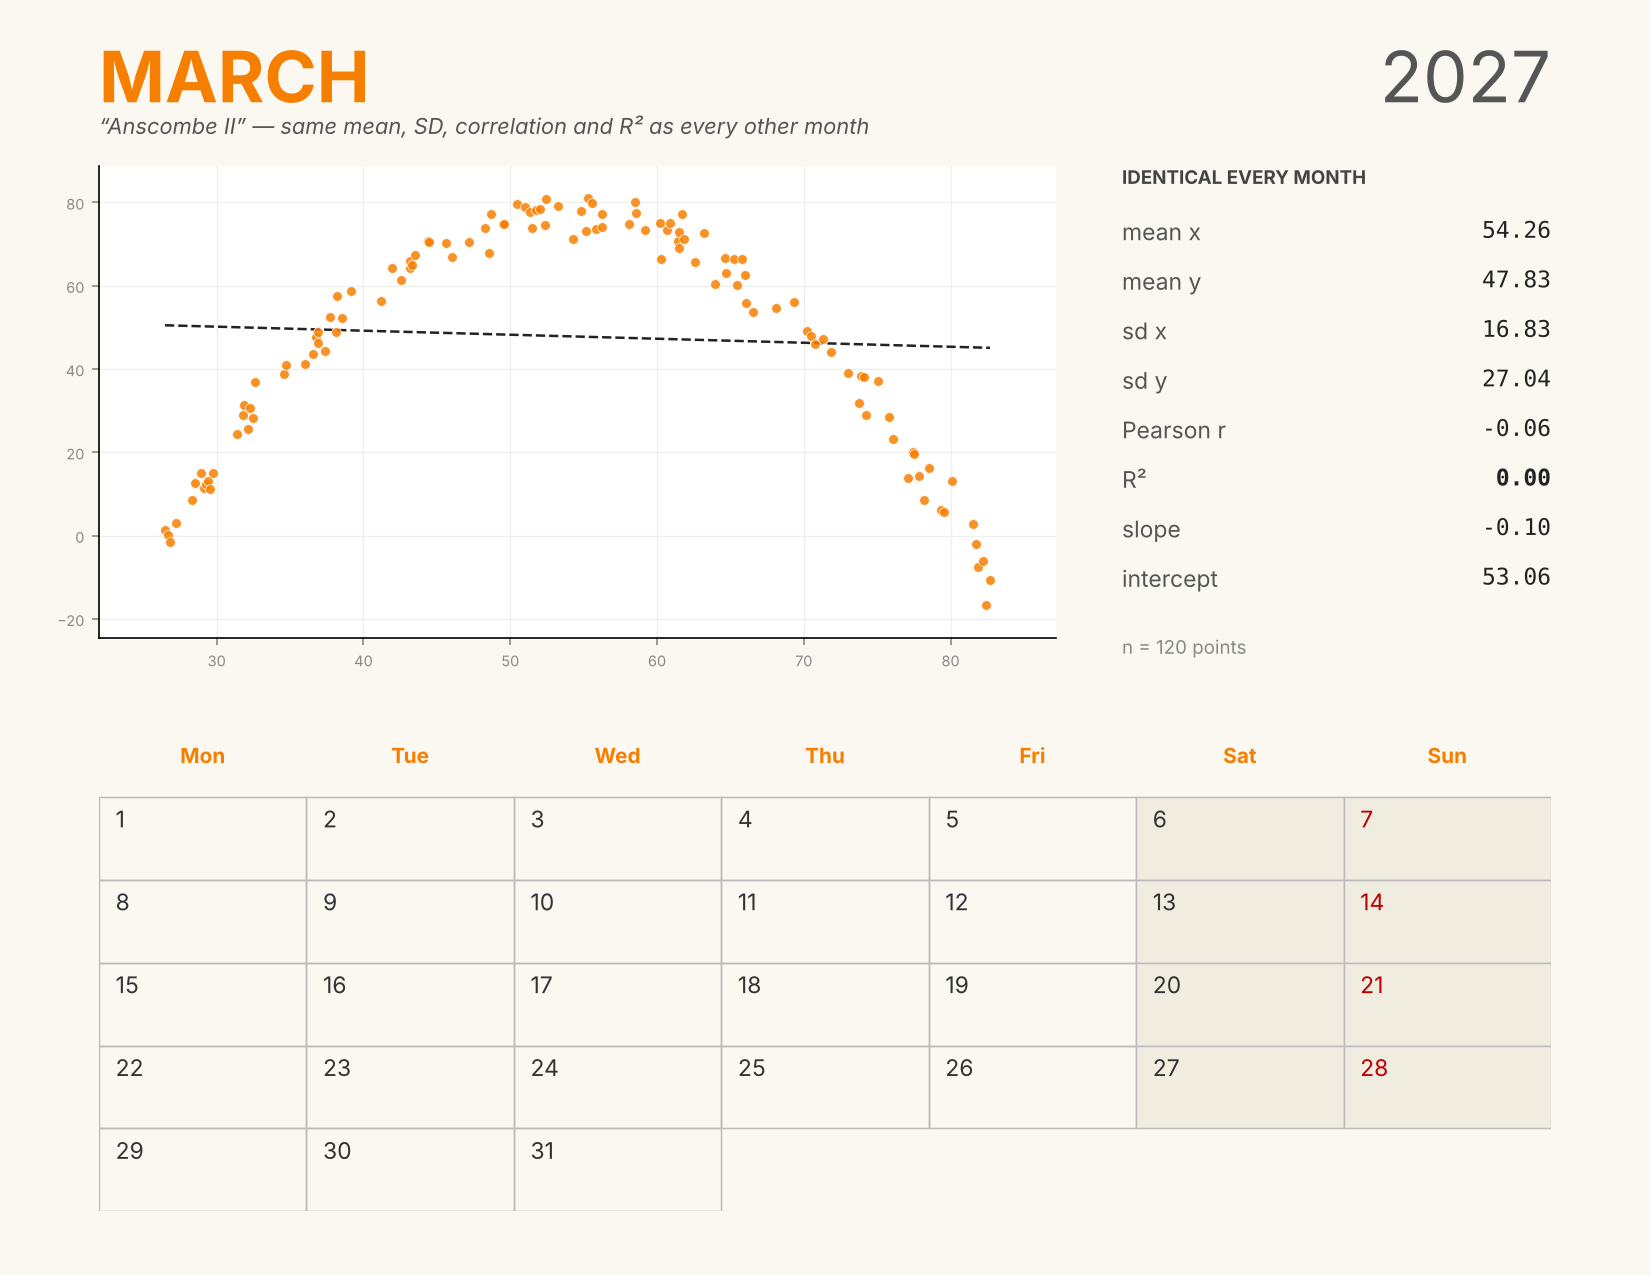 MARCH 2027
“Anscombe II” — same mean, SD, correlation and R² as every other month
80
60
40
20
0
−20
30 40 50 60 70 80
IDENTICAL EVERY MONTH
mean x 54.26
mean y 47.83
sd x 16.83
sd y 27.04
Pearson r -0.06
R² 0.00
slope -0.10
intercept 53.06
n = 120 points
Mon Tue Wed Thu Fri Sat Sun
1 2 3 4 5 6 7
8 9 10 11 12 13 14
15 16 17 18 19 20 21
22 23 24 25 26 27 28
29 30 31